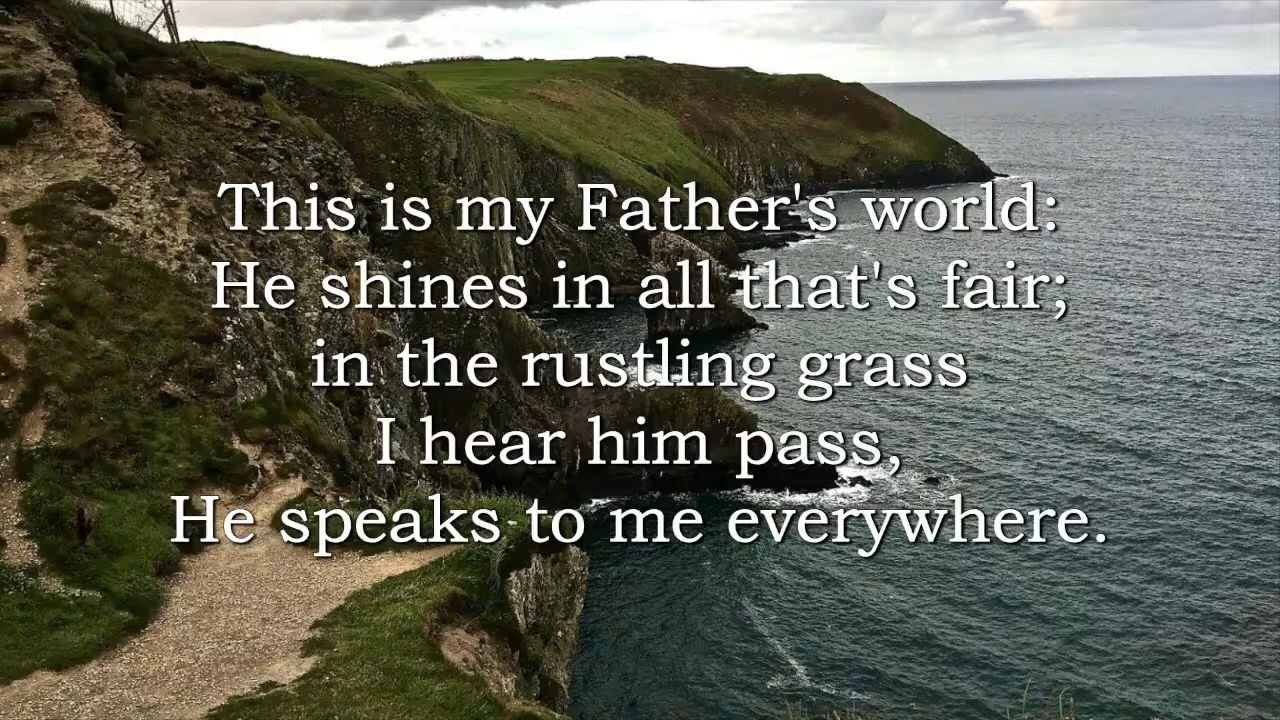 This is my Father's world:
He shines in all that's fair;
in the rustling grass
I hear him pass,
He speaks to me everywhere.